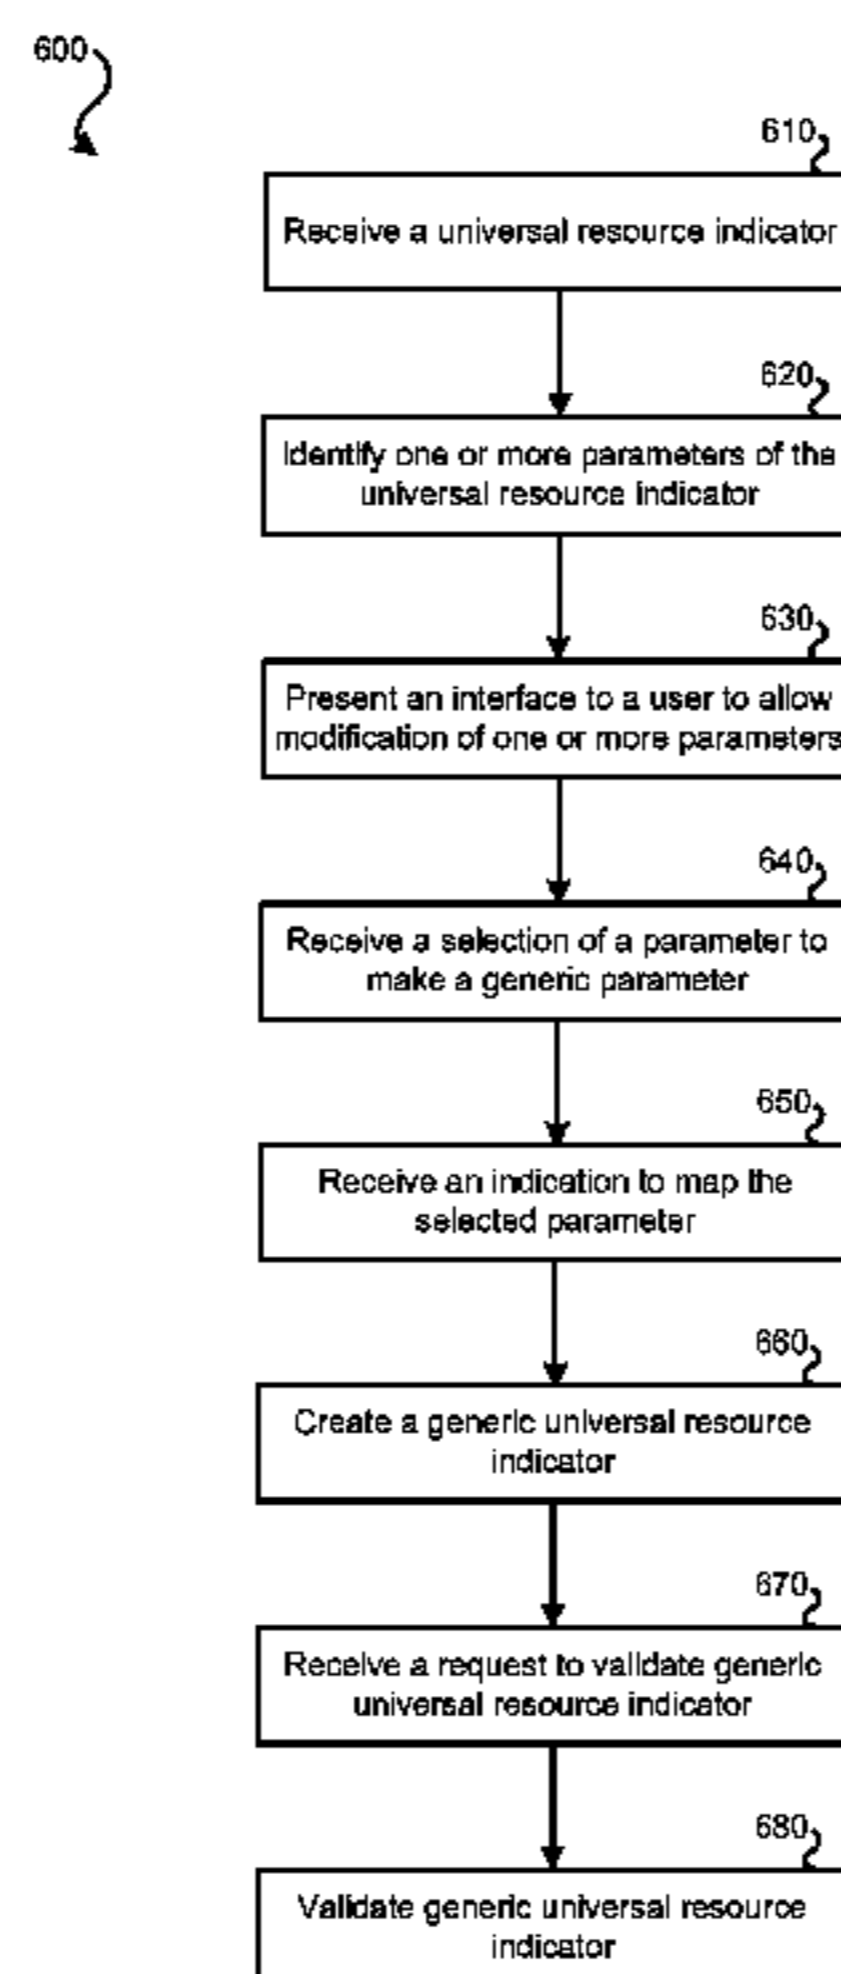 600
610
Receive a universal resource indicator
620
Identify one or more parameters of the
universal resource indicator
630
Present an interface to a user to allow
modification of one or more parameters
640
Receive a selection of a parameter to
make a generic parameter
650
Receive an indication to map the
selected parameter
660
Create a generic universal resource
indicator
670
Receive a request to validate generic
universal resource indicator
680
Validate generic universal resource
indicator